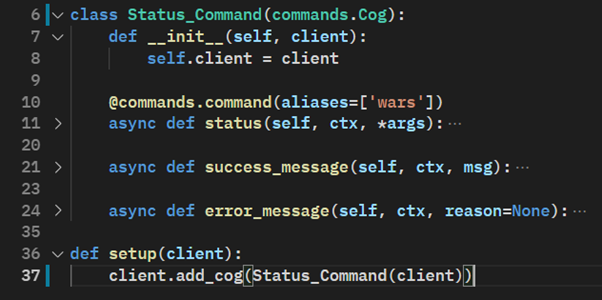 6 class Status_Command(commands.Cog):
7 def __init__(self, client):
8 self.client = client
9
10 @commands.command(aliases=['wars'])
11 async def status(self, ctx, *args): ···
20
21 async def success_message(self, ctx, msg): ···
23
24 async def error_message(self, ctx, reason=None): ···
35
36 def setup(client):
37 client.add_cog(Status_Command(client))